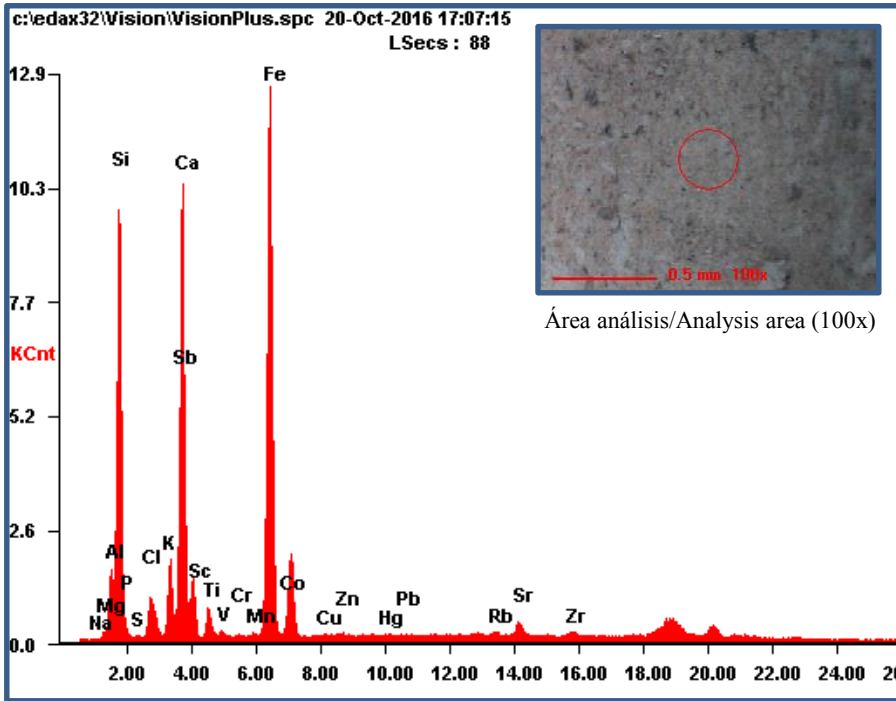 c:\edax32\Vision\VisionPlus.spc 20-Oct-2016 17:07:15
LSecs : 88
12.9
10.3
7.7
KCnt
5.2
2.6
0.0
Fe
Si
Ca
Sb
Al
Cl
K
P
Mg
Na
S
Sc
Ti
V
Cr
Mn
Co
Cu
Zn
Hg
Pb
Rb
Sr
Zr
2.00 4.00 6.00 8.00 10.00 12.00 14.00 16.00 18.00 20.00 22.00 24.00
0.5 mm
Área análisis/Analysis area (100x)